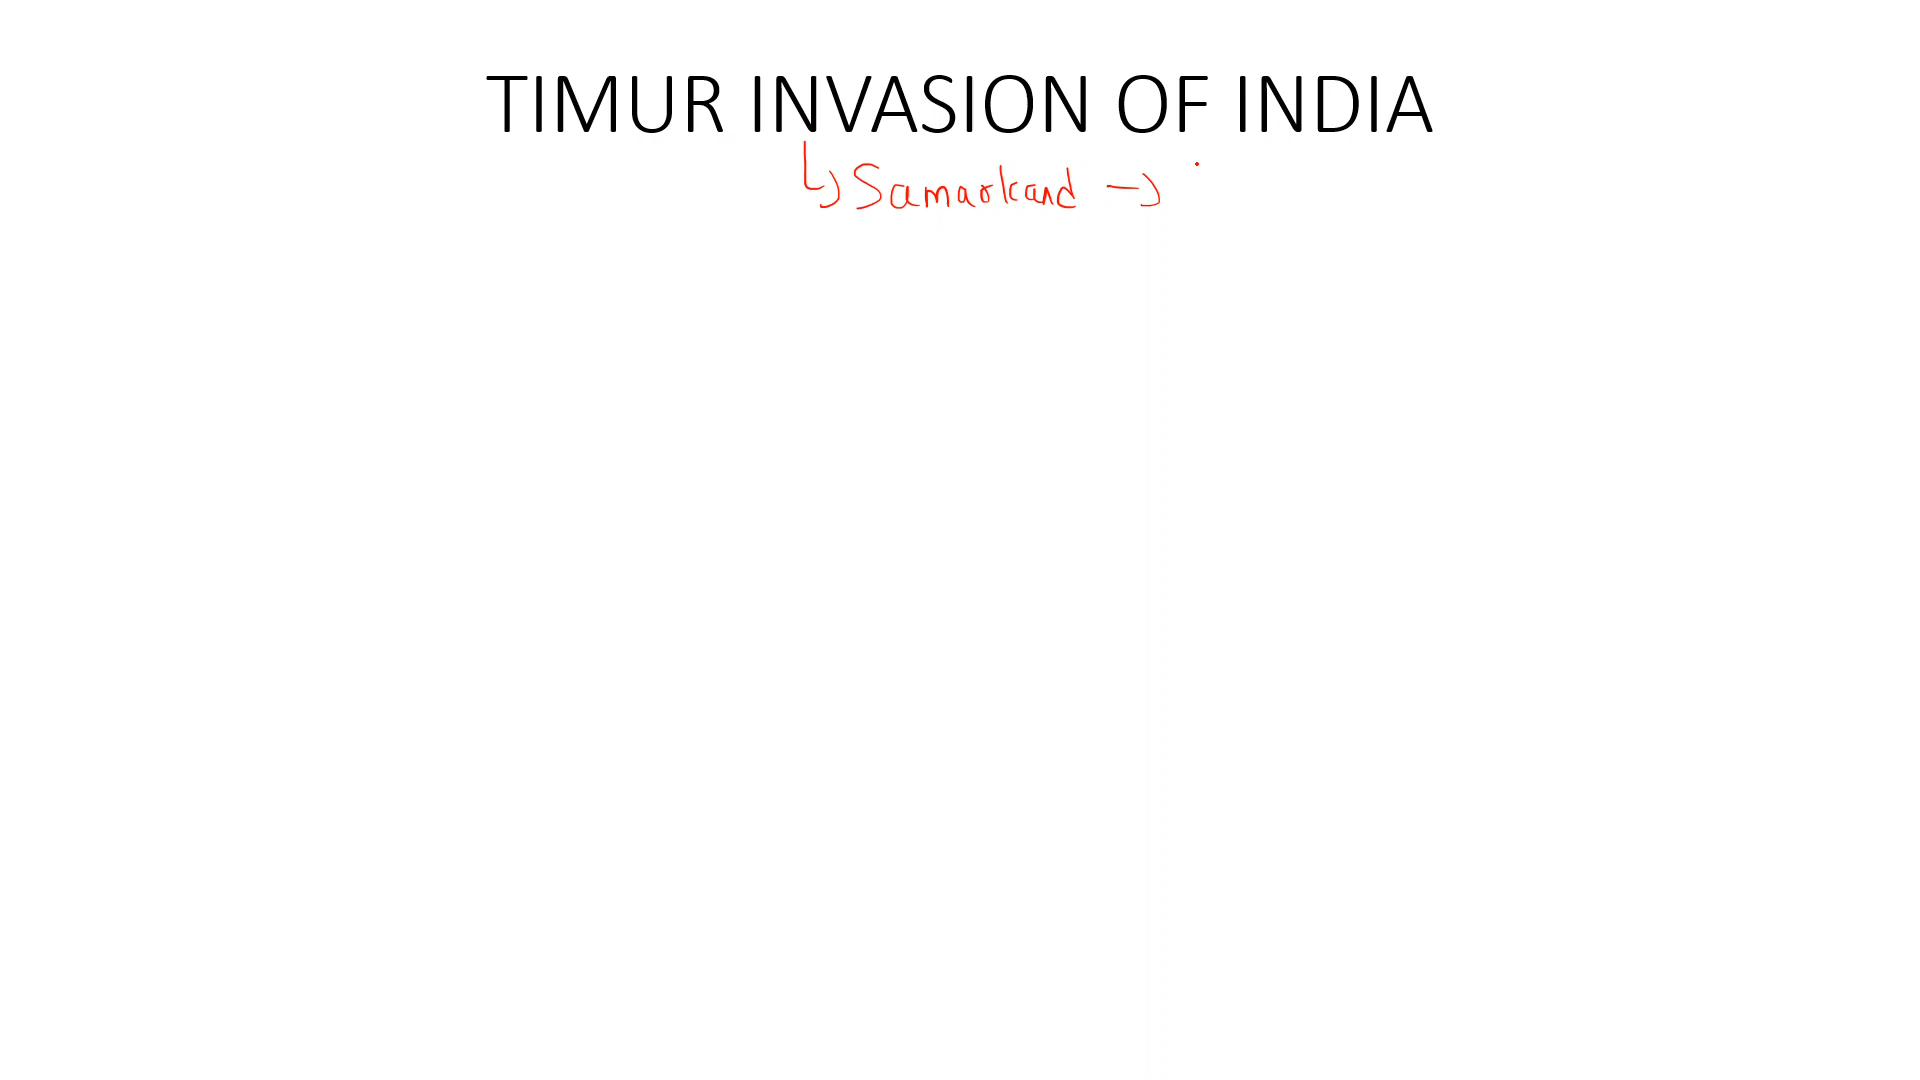 TIMUR INVASION OF INDIA
↳ Samarkand →